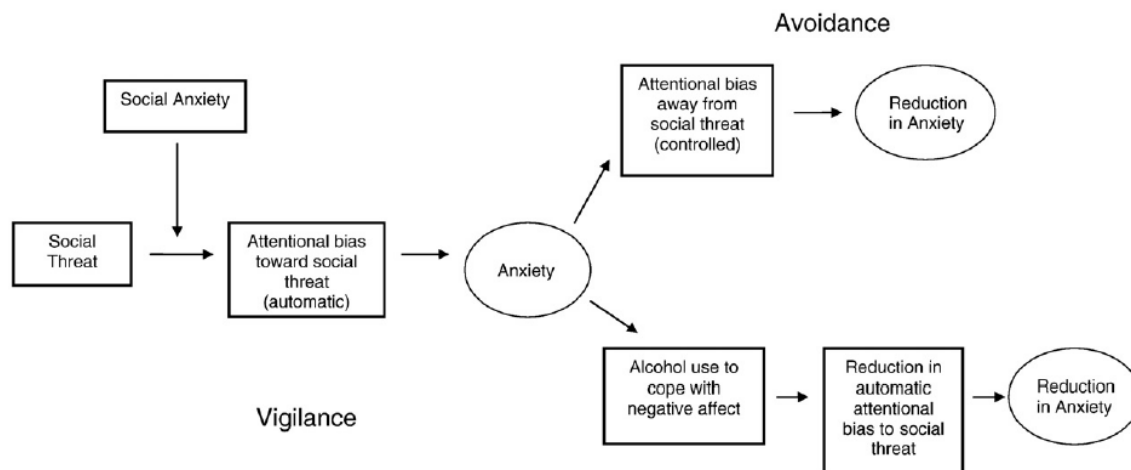 Avoidance
Social Anxiety
Attentional bias
away from
social threat
(controlled)
Reduction
in Anxiety
Social
Threat
Attentional bias
toward social
threat
(automatic)
Anxiety
Vigilance
Alcohol use to
cope with
negative affect
Reduction in
automatic
attentional
bias to social
threat
Reduction
in Anxiety